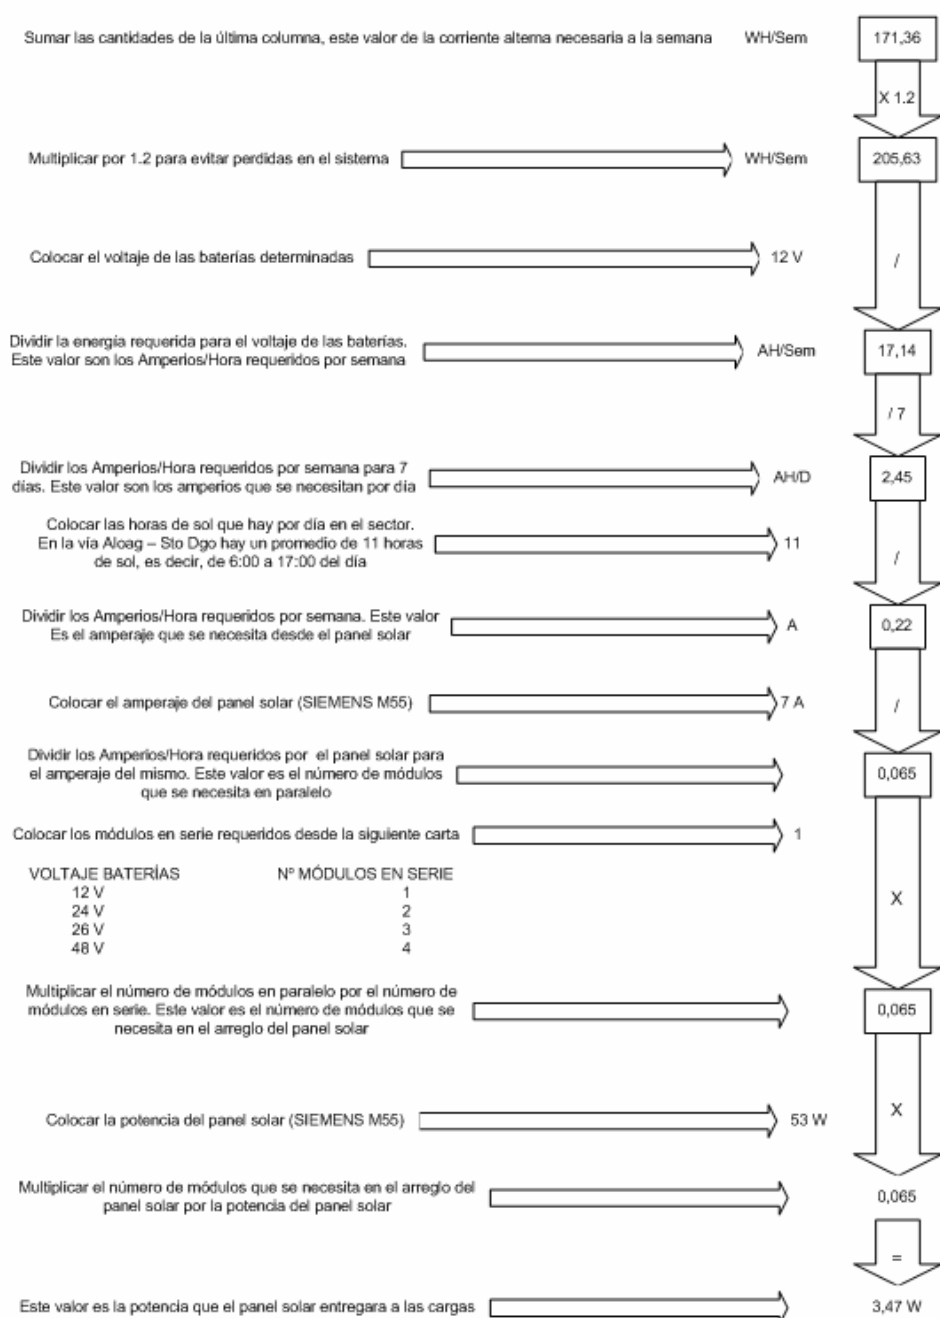 Sumar las cantidades de la última columna, este valor de la corriente alterna necesaria a la semana WH/Sem 171,36
X 1.2
Multiplicar por 1.2 para evitar perdidas en el sistema WH/Sem 205,63
Colocar el voltaje de las baterías determinadas 12 V /
Dividir la energía requerida para el voltaje de las baterías.
Este valor son los Amperios/Hora requeridos por semana AH/Sem 17,14
/ 7
Dividir los Amperios/Hora requeridos por semana para 7
días. Este valor son los amperios que se necesitan por día AH/D 2,45
Colocar las horas de sol que hay por día en el sector.
En la vía Aloag – Sto Dgo hay un promedio de 11 horas 11
de sol, es decir, de 6:00 a 17:00 del día /
Dividir los Amperios/Hora requeridos por semana. Este valor
Es el amperaje que se necesita desde el panel solar A 0,22
Colocar el amperaje del panel solar (SIEMENS M55) 7 A /
Dividir los Amperios/Hora requeridos por el panel solar para
el amperaje del mismo. Este valor es el número de módulos 0,065
que se necesita en paralelo
Colocar los módulos en serie requeridos desde la siguiente carta 1
VOLTAJE BATERÍAS Nº MÓDULOS EN SERIE
12 V 1
X
24 V 2
26 V 3
48 V 4
Multiplicar el número de módulos en paralelo por el número de
módulos en serie. Este valor es el número de módulos que se 0,065
necesita en el arreglo del panel solar
Colocar la potencia del panel solar (SIEMENS M55) 53 W X
Multiplicar el número de módulos que se necesita en el arreglo del
panel solar por la potencia del panel solar 0,065
=
Este valor es la potencia que el panel solar entregara a las cargas 3,47 W